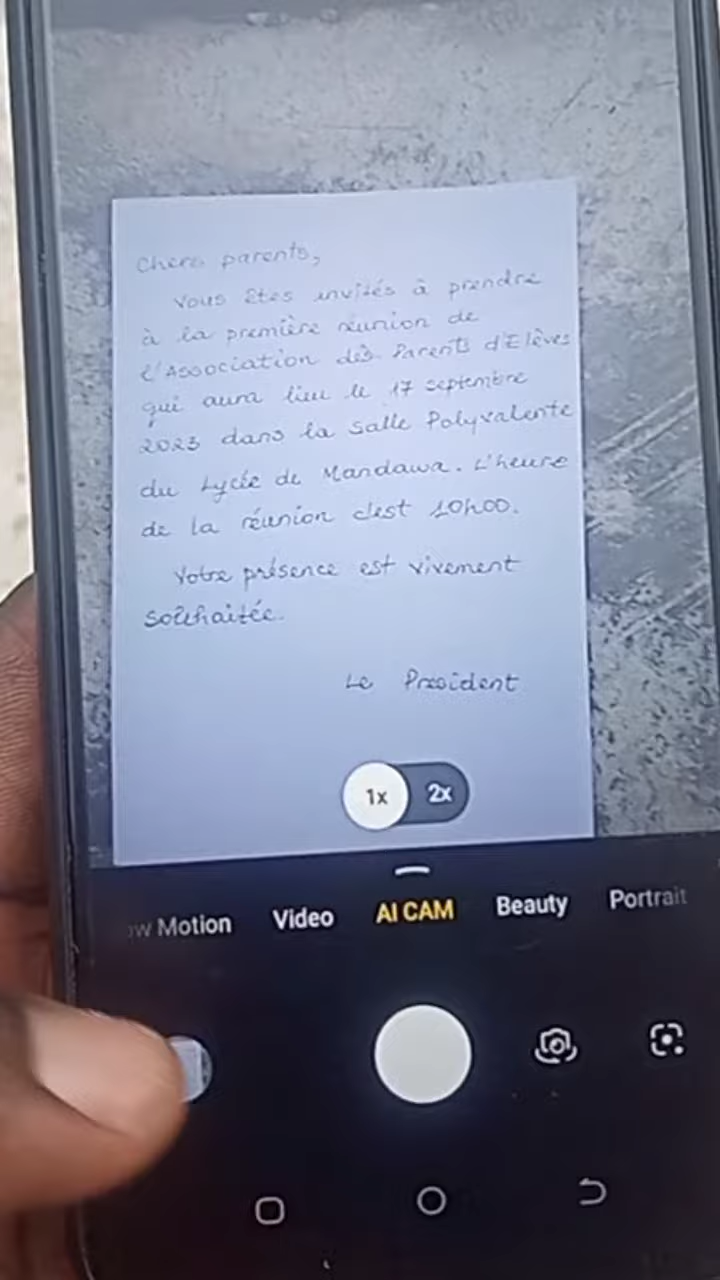 Chers parents,
Vous êtes invités à prendre
à la première réunion de
l'Association des Parents d'Elèves
qui aura lieu le 17 septembre
2023 dans la salle Polyvalente
du Lycée de Mandawa. L'heure
de la réunion c'est 10h00.
Votre présence est vivement
souhaitée.
Le President
1x 2x
ow Motion Video AI CAM Beauty Portrait